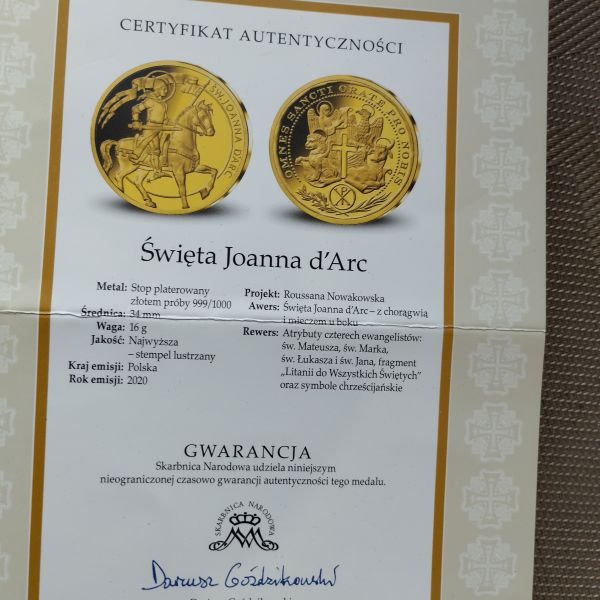 CERTYFIKAT AUTENTYCZNOŚCI
ŚW. JOANNA D'ARC
OMNES SANCTI ORATE PRO NOBIS
Święta Joanna d'Arc
Metal: Stop platerowany
złotem próby 999/1000
Średnica: 34 mm
Waga: 16 g
Jakość: Najwyższa
– stempel lustrzany
Kraj emisji: Polska
Rok emisji: 2020
Projekt: Roussana Nowakowska
Awers: Święta Joanna d'Arc – z chorągwią
i mieczem u boku
Rewers: Atrybuty czterech ewangelistów:
św. Mateusza, św. Marka,
św. Łukasza i św. Jana, fragment
„Litanii do Wszystkich Świętych"
oraz symbole chrześcijańskie
GWARANCJA
Skarbnica Narodowa udziela niniejszym
nieograniczonej czasowo gwarancji autentyczności tego medalu.
SKARBNICA NARODOWA
Dariusz Góździkowski